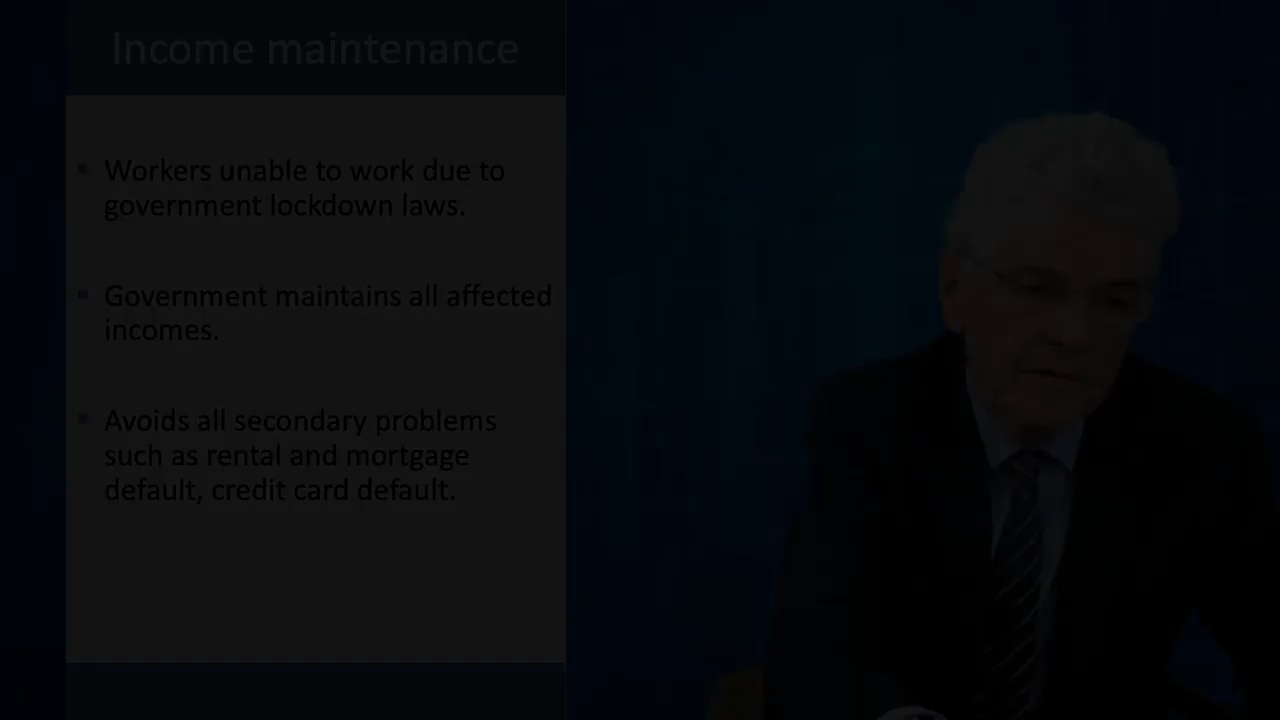 Income maintenance
• Workers unable to work due to
government lockdown laws.
• Government maintains all affected
incomes.
• Avoids all secondary problems
such as rental and mortgage
default, credit card default.